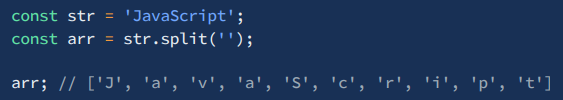 const str = 'JavaScript';
const arr = str.split('');
arr; // ['J', 'a', 'v', 'a', 'S', 'c', 'r', 'i', 'p', 't']